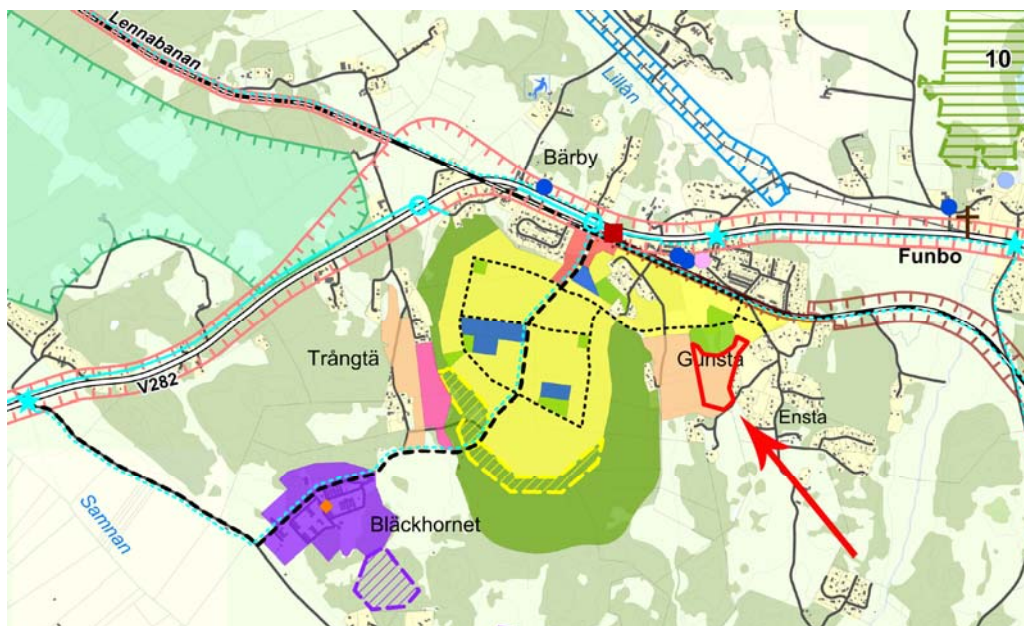 Lennabanan
10
Lillån
Bärby
Funbo
Trångtä
Gunsta
V282
Ensta
Samnan
Bläckhornet